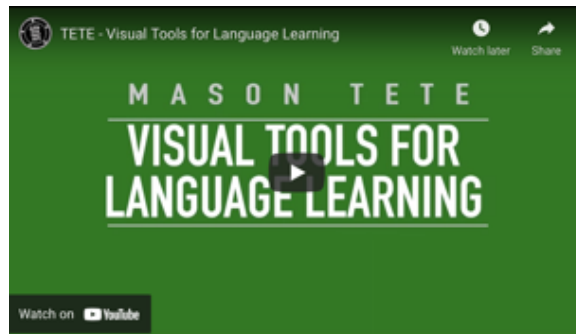 TETE - Visual Tools for Language Learning
Watch later
Share
MASON TETE
VISUAL TOOLS FOR
LANGUAGE LEARNING
Watch on YouTube